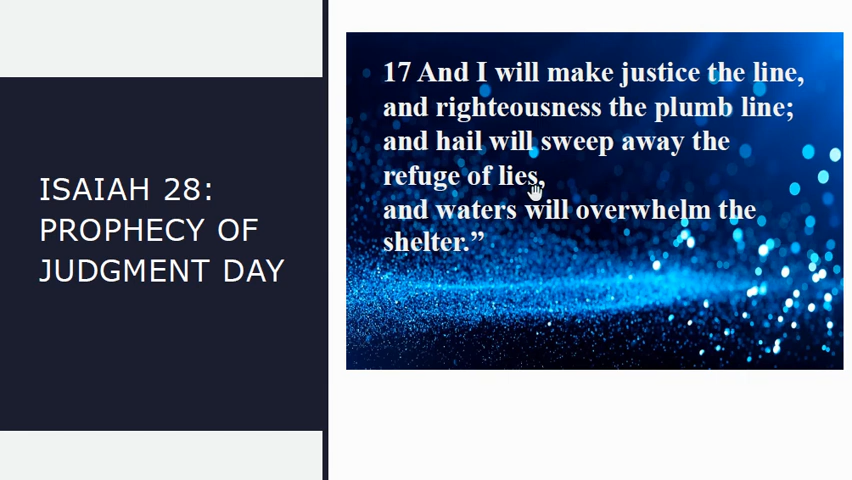 ISAIAH 28:
PROPHECY OF
JUDGMENT DAY
17 And I will make justice the line,
and righteousness the plumb line;
and hail will sweep away the
refuge of lies,
and waters will overwhelm the
shelter.”